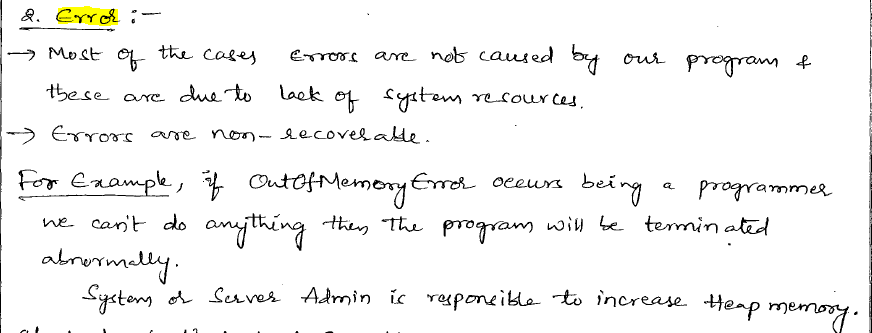 2. Error :-
→ Most of the cases Errors are not caused by our program &
these are due to lack of system resources.
→ Errors are non-recoverable.
For Example, if OutOfMemoryError occurs being a programmer
we can't do anything then the program will be terminated
abnormally.
System or Server Admin is responsible to increase Heap memory.